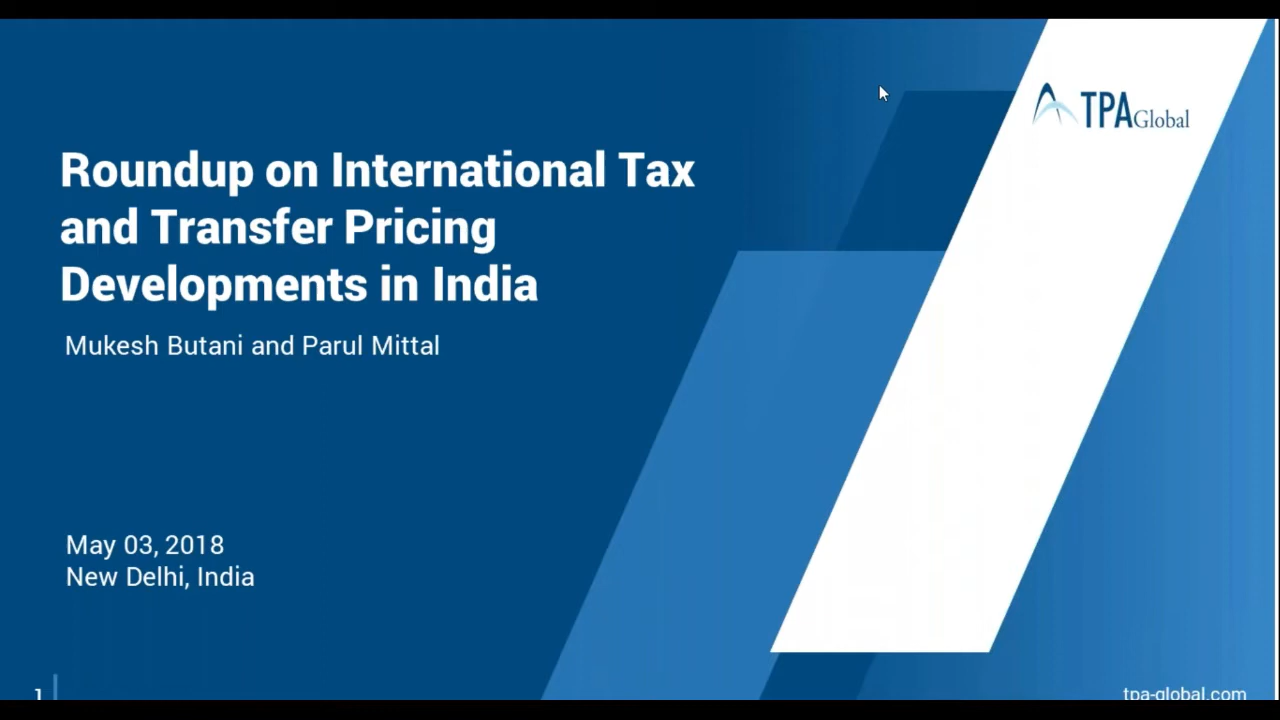 TPA Global
Roundup on International Tax
and Transfer Pricing
Developments in India
Mukesh Butani and Parul Mittal
May 03, 2018
New Delhi, India
1
tpa-global.com